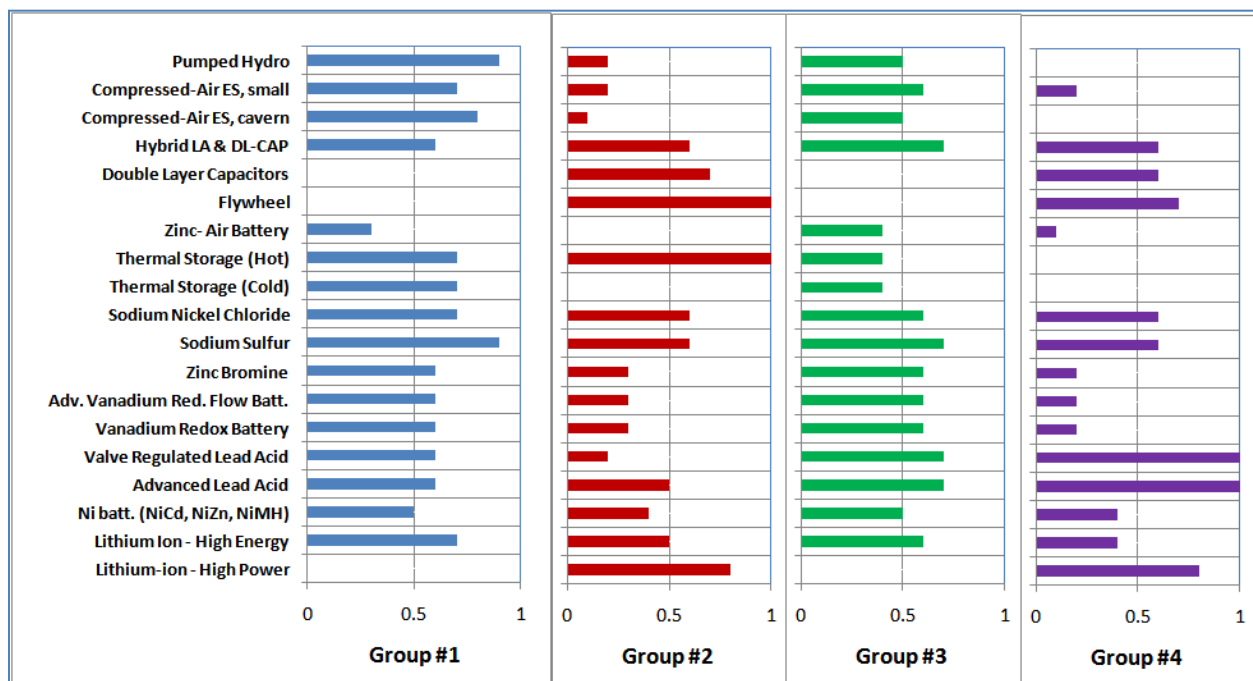 Pumped Hydro
Compressed-Air ES, small
Compressed-Air ES, cavern
Hybrid LA & DL-CAP
Double Layer Capacitors
Flywheel
Zinc- Air Battery
Thermal Storage (Hot)
Thermal Storage (Cold)
Sodium Nickel Chloride
Sodium Sulfur
Zinc Bromine
Adv. Vanadium Red. Flow Batt.
Vanadium Redox Battery
Valve Regulated Lead Acid
Advanced Lead Acid
Ni batt. (NiCd, NiZn, NiMH)
Lithium Ion - High Energy
Lithium-ion - High Power
0 0.5 1 0 0.5 1 0 0.5 1 0 0.5 1
Group #1 Group #2 Group #3 Group #4